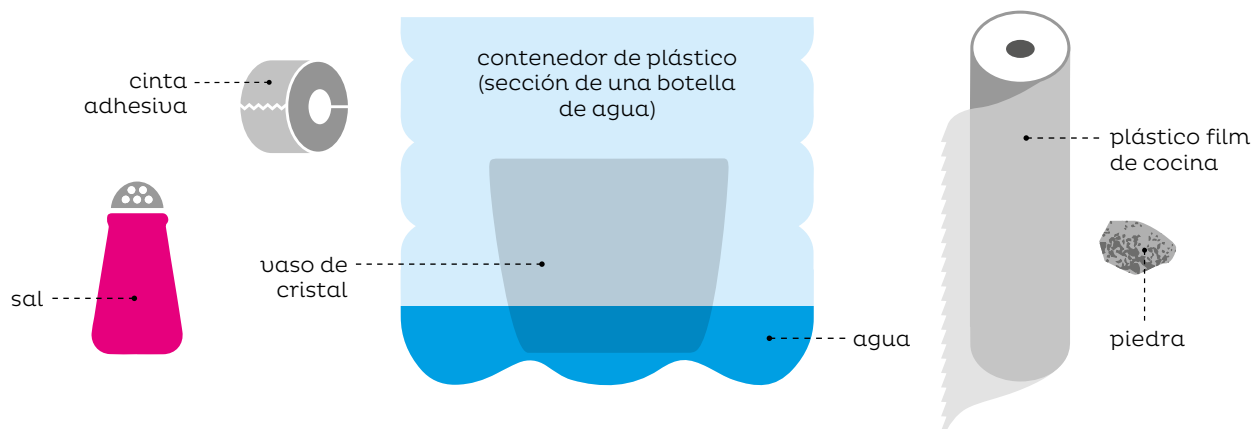 cinta
adhesiva
contenedor de plástico
(sección de una botella
de agua)
plástico film
de cocina
vaso de
cristal
sal
agua
piedra